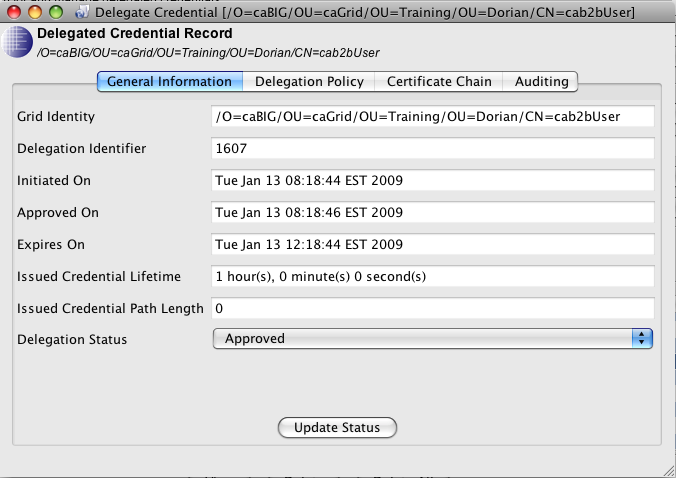 Delegate Credential [/O=caBIG/OU=caGrid/OU=Training/OU=Dorian/CN=cab2bUser]
Delegated Credential Record
/O=caBIG/OU=caGrid/OU=Training/OU=Dorian/CN=cab2bUser
General Information Delegation Policy Certificate Chain Auditing
Grid Identity /O=caBIG/OU=caGrid/OU=Training/OU=Dorian/CN=cab2bUser
Delegation Identifier 1607
Initiated On Tue Jan 13 08:18:44 EST 2009
Approved On Tue Jan 13 08:18:46 EST 2009
Expires On Tue Jan 13 12:18:44 EST 2009
Issued Credential Lifetime 1 hour(s), 0 minute(s) 0 second(s)
Issued Credential Path Length 0
Delegation Status Approved
Update Status